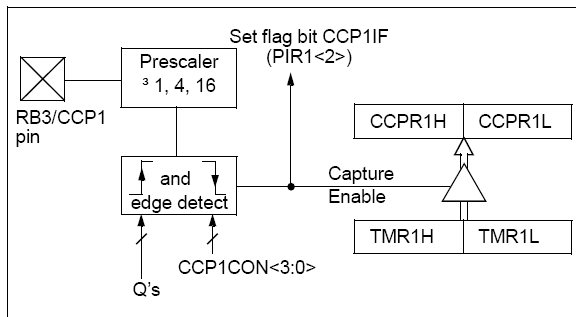 Set flag bit CCP1IF
(PIR1<2>)
Prescaler
³ 1, 4, 16
RB3/CCP1
pin
CCPR1H
CCPR1L
and
edge detect
Capture
Enable
TMR1H
TMR1L
CCP1CON<3:0>
Q's